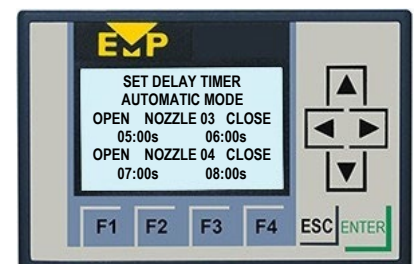 EMP
SET DELAY TIMER
AUTOMATIC MODE
OPEN NOZZLE 03 CLOSE
05:00s 06:00s
OPEN NOZZLE 04 CLOSE
07:00s 08:00s
F1 F2 F3 F4 ESC ENTER